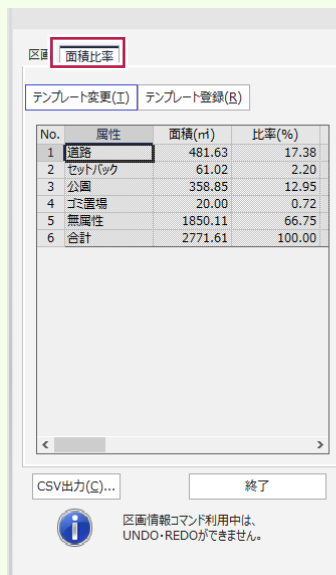 区画 面積比率
テンプレート変更(T) テンプレート登録(R)
No. 属性 面積(㎡) 比率(%)
1 道路 481.63 17.38
2 セットバック 61.02 2.20
3 公園 358.85 12.95
4 ゴミ置場 20.00 0.72
5 無属性 1850.11 66.75
6 合計 2771.61 100.00
CSV出力(C)... 終了
区画情報コマンド利用中は、
UNDO・REDOができません。